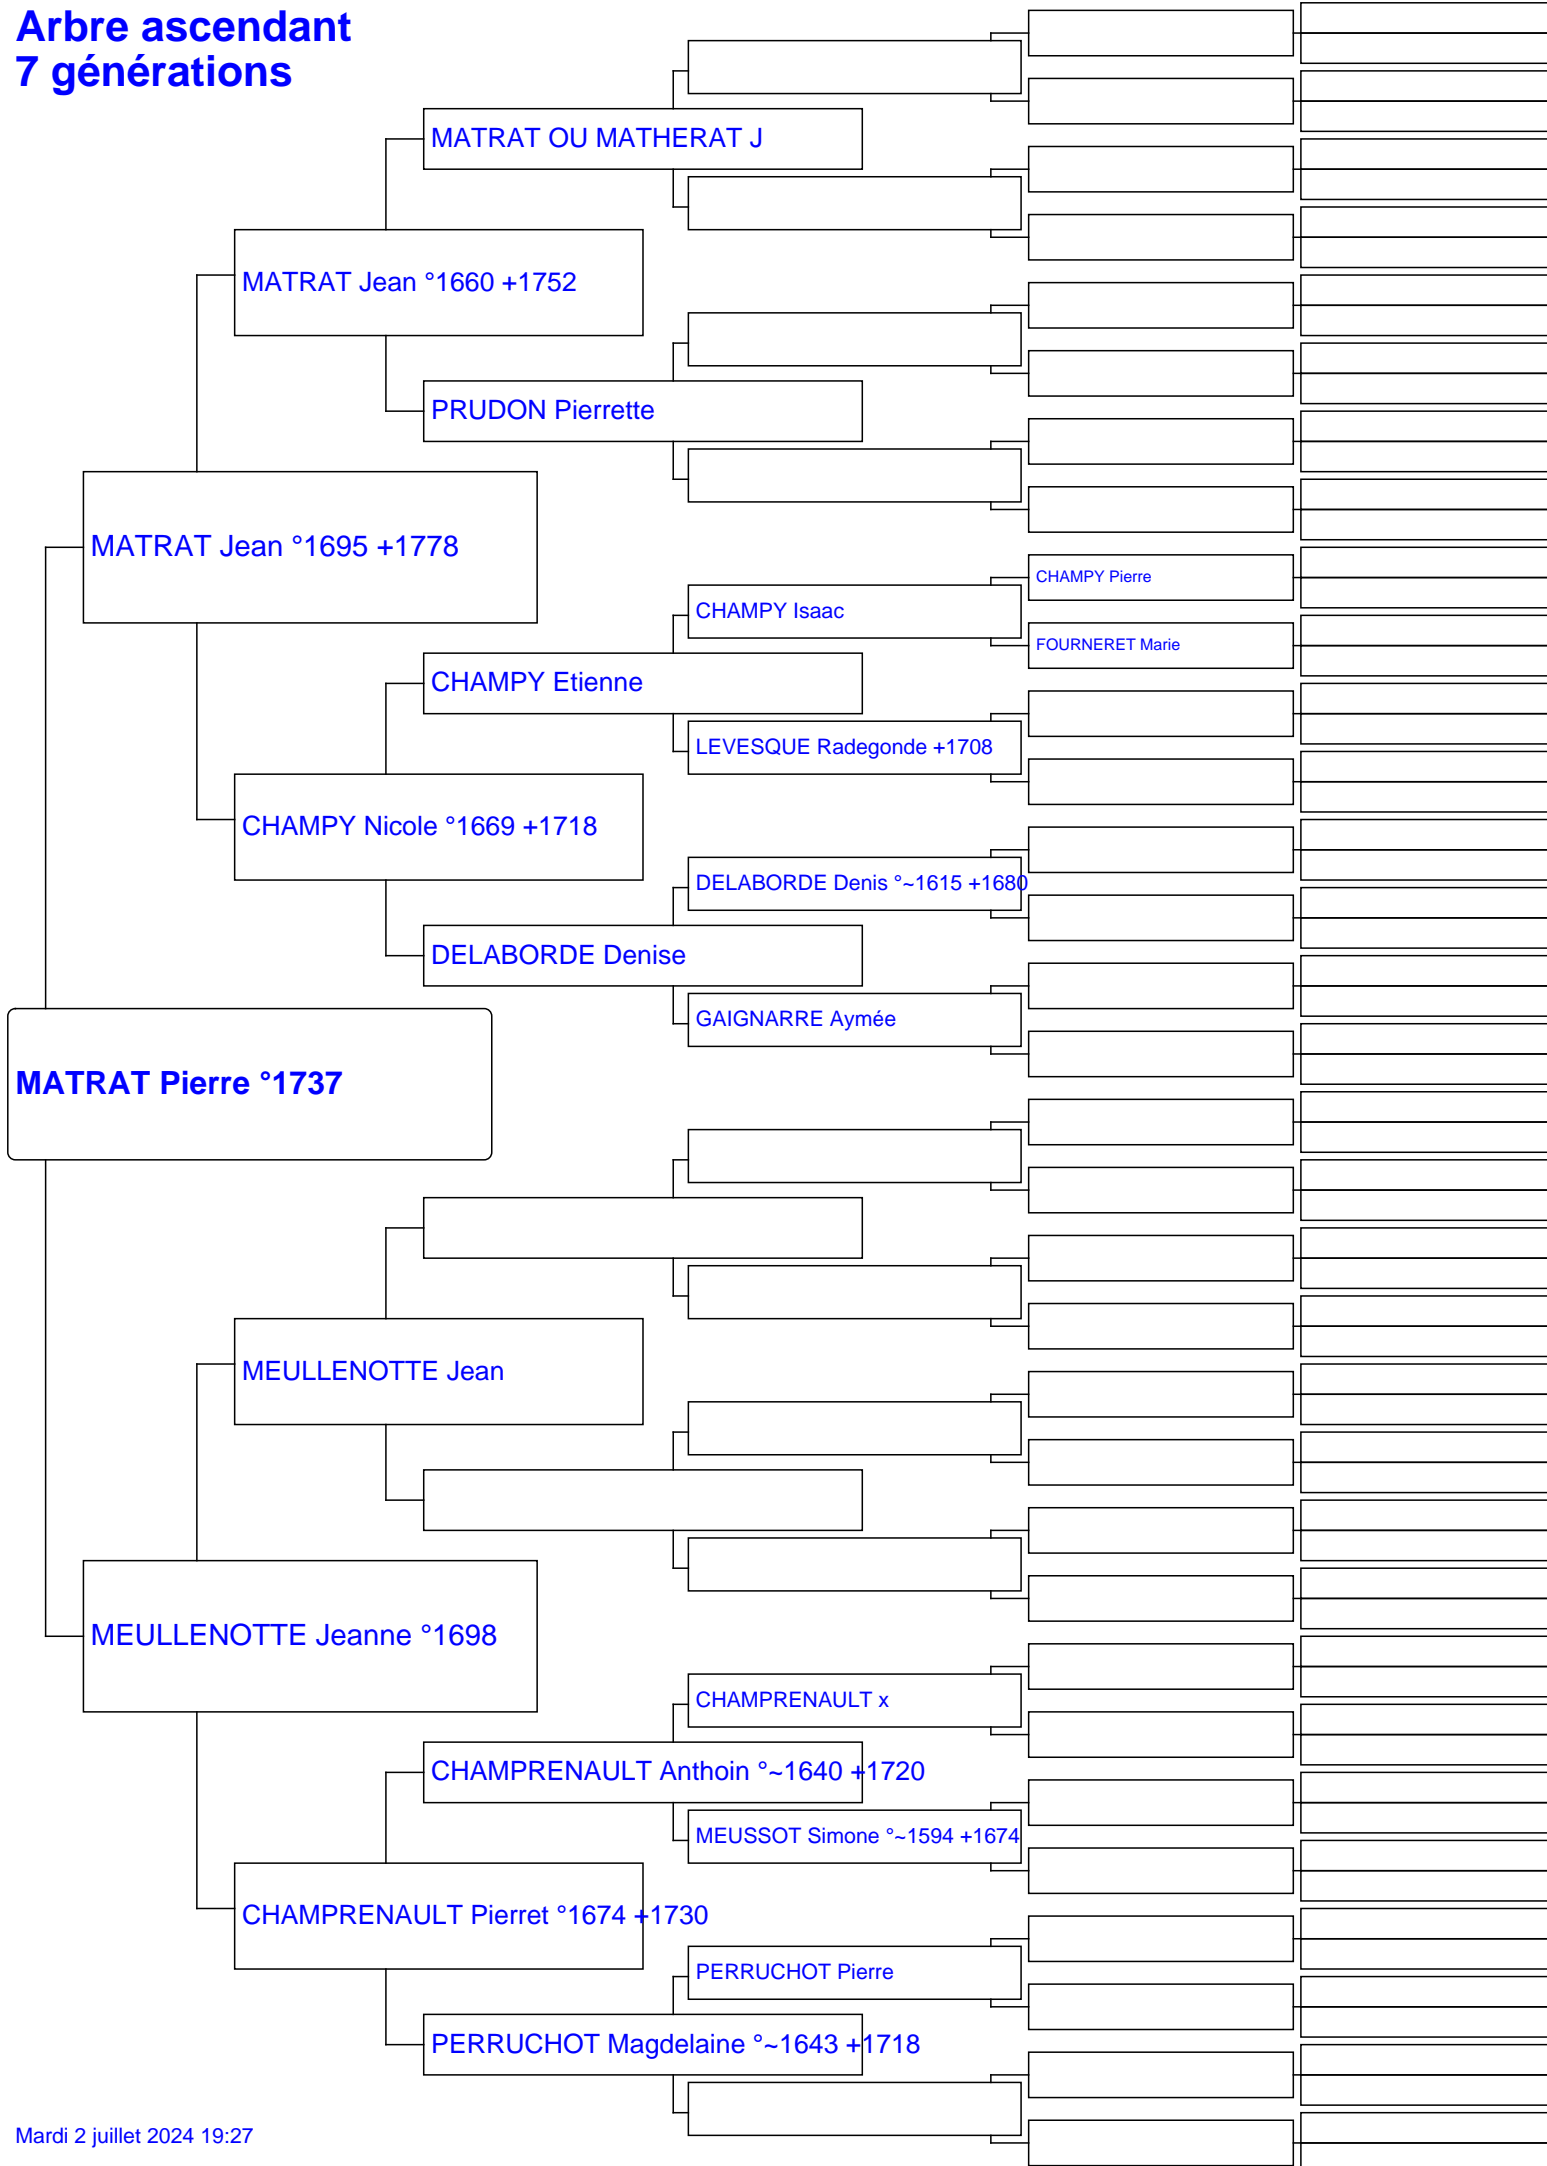 Arbre ascendant
7 générations
MATRAT OU MATHERAT J
MATRAT Jean °1660 +1752
PRUDON Pierrette
MATRAT Jean °1695 +1778
CHAMPY Pierre
CHAMPY Isaac
FOURNERET Marie
CHAMPY Etienne
LEVESQUE Radegonde +1708
CHAMPY Nicole °1669 +1718
DELABORDE Denis °~1615 +1680
DELABORDE Denise
GAIGNARRE Aymée
MATRAT Pierre °1737
MEULLENOTTE Jean
MEULLENOTTE Jeanne °1698
CHAMPRENAULT x
CHAMPRENAULT Anthoin °~1640 +1720
MEUSSOT Simone °~1594 +1674
CHAMPRENAULT Pierret °1674 +1730
PERRUCHOT Pierre
PERRUCHOT Magdelaine °~1643 +1718
Mardi 2 juillet 2024 19:27